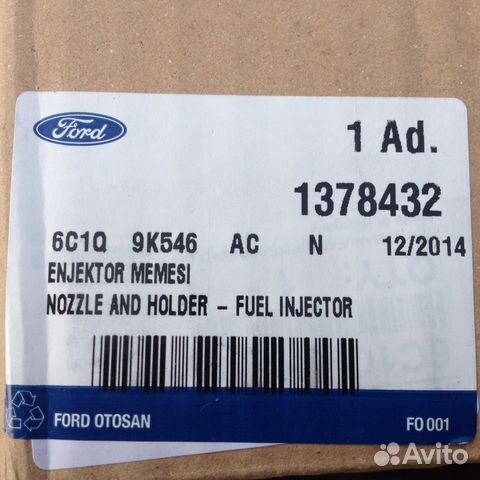 Ford
1 Ad.
1378432
6C1Q 9K546 AC N 12/2014
ENJEKTOR MEMESI
NOZZLE AND HOLDER - FUEL INJECTOR
FORD OTOSAN
FO 001
Avito